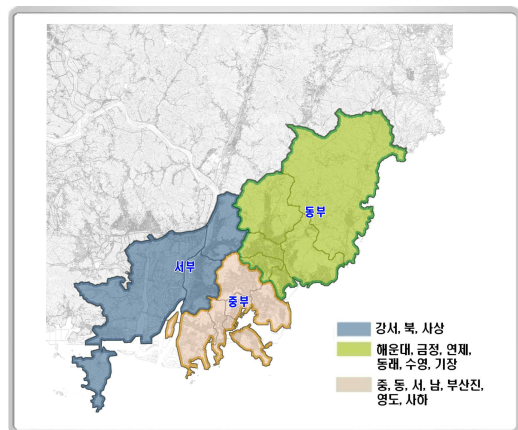 동부
서부
중부
강서, 북, 사상
해운대, 금정, 연제,
동래, 수영, 기장
중, 동, 서, 남, 부산진,
영도, 사하